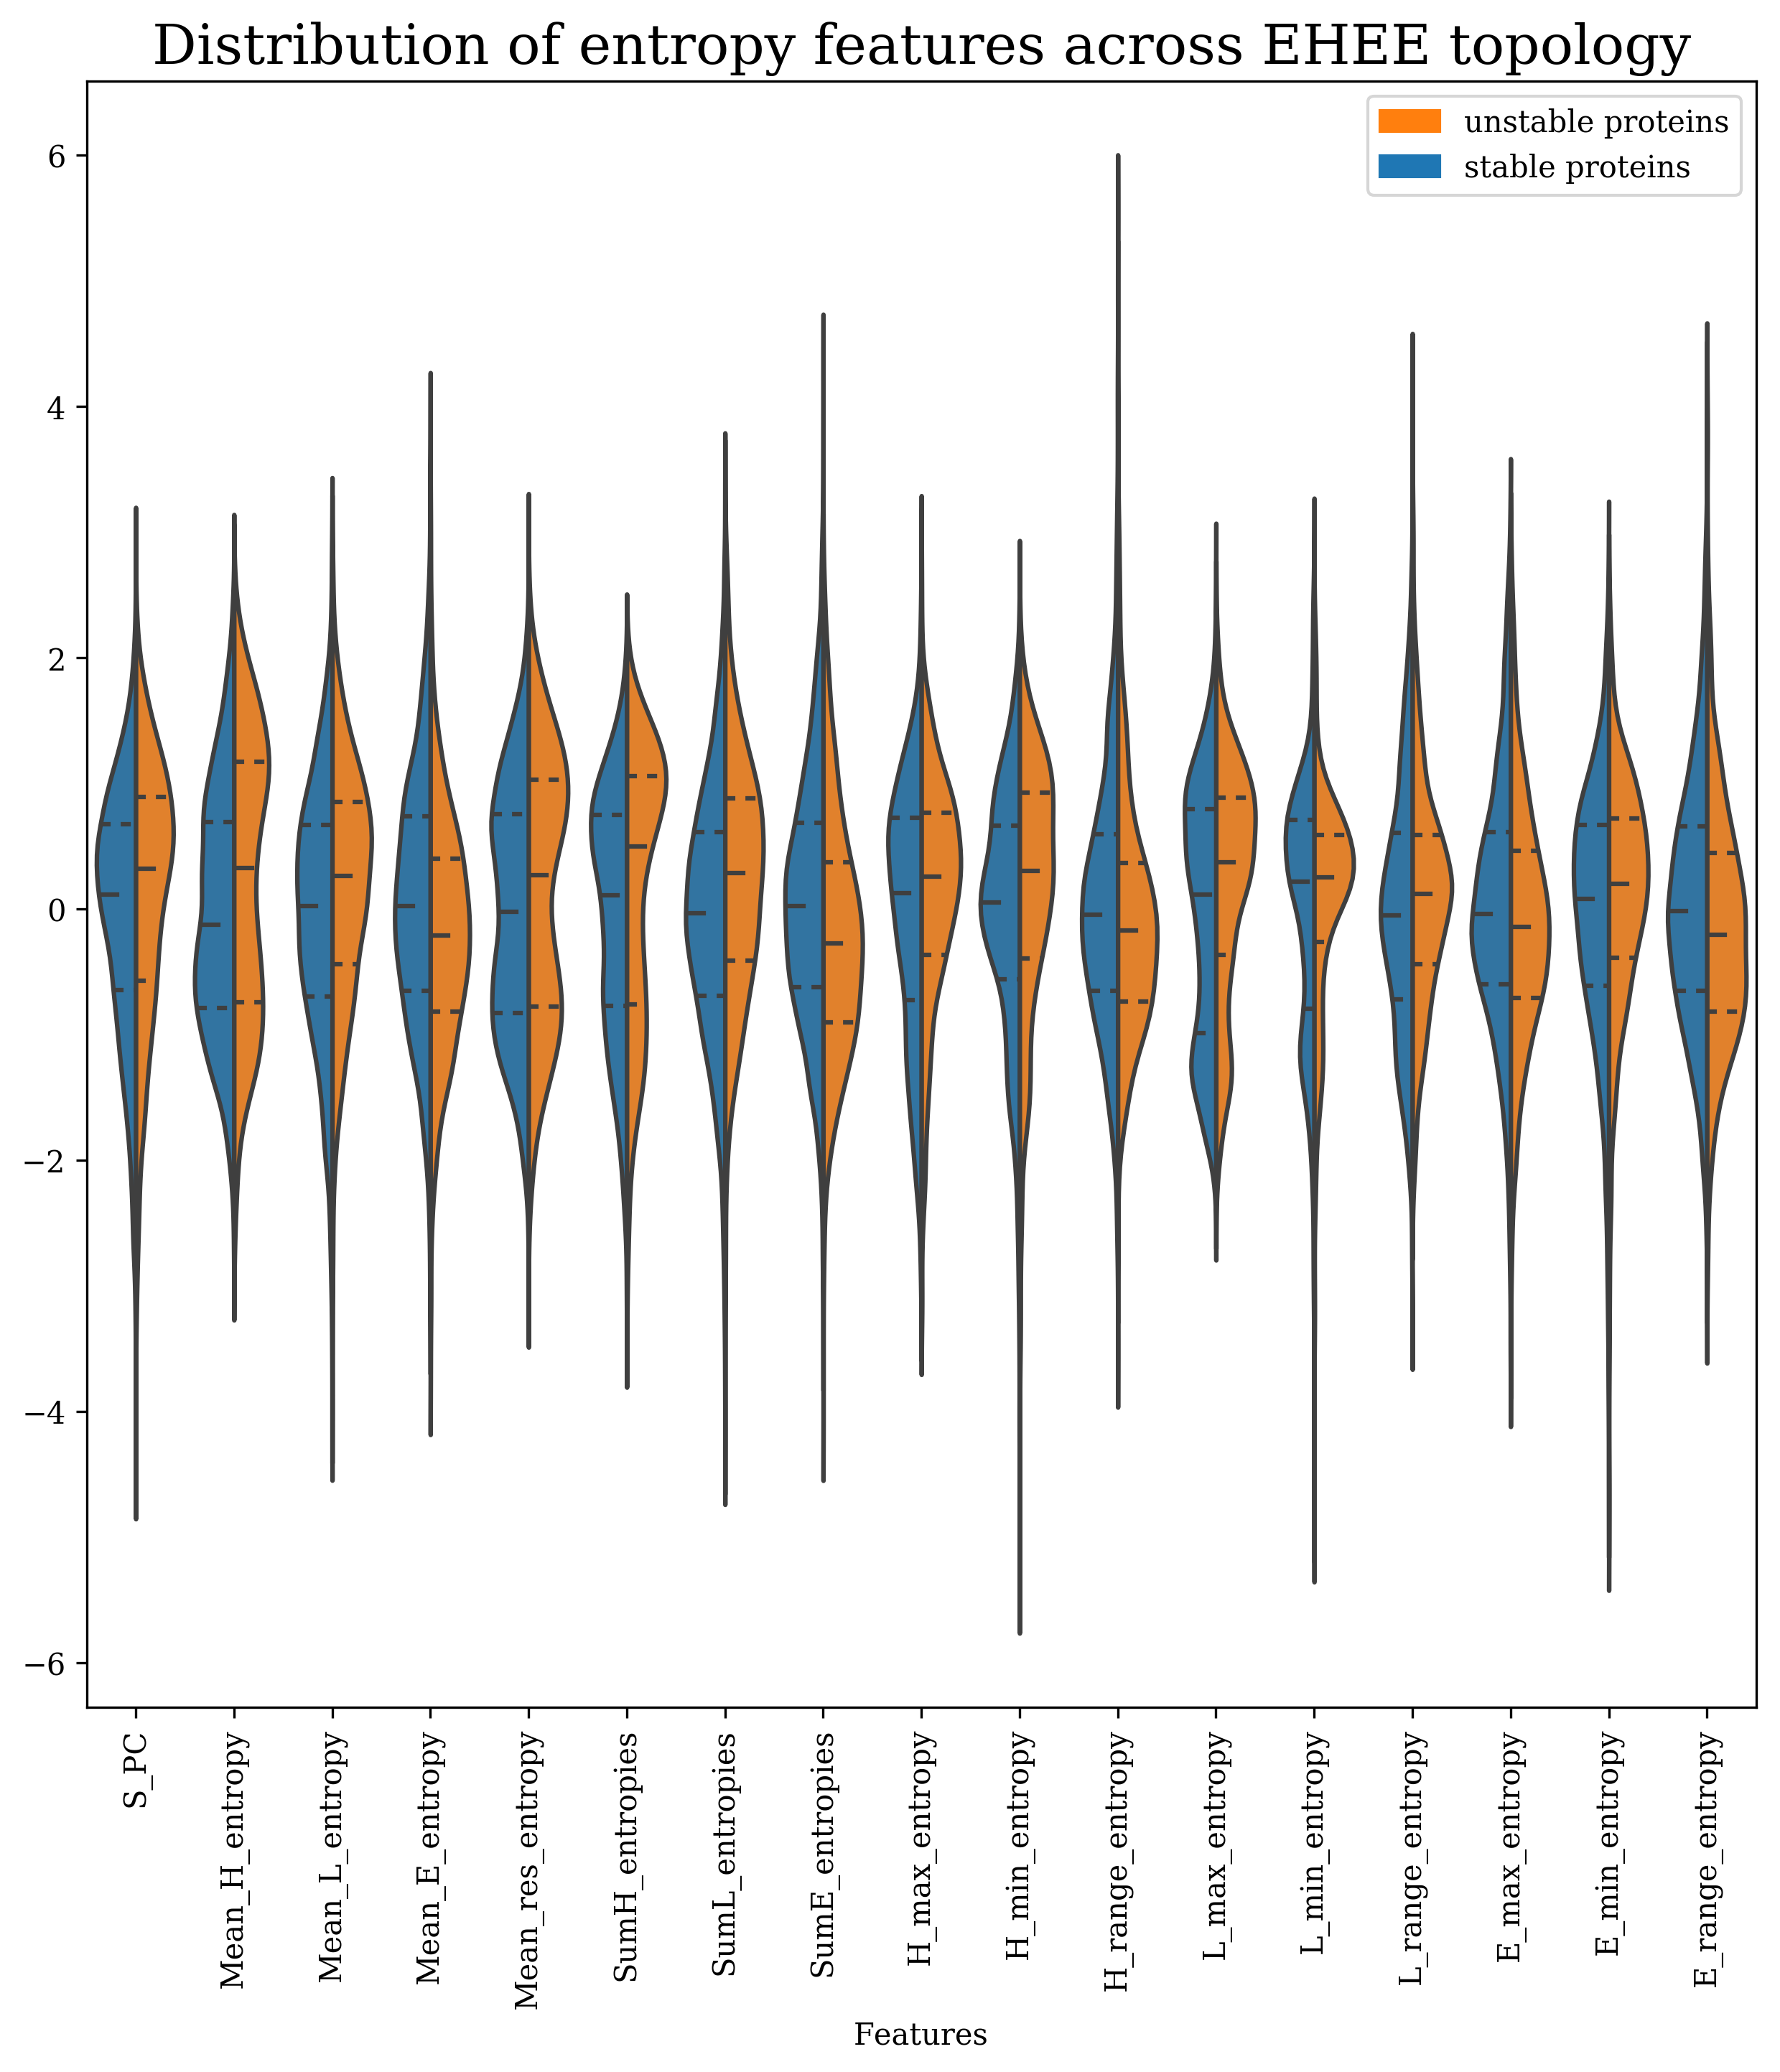 Distribution of entropy features across EHEE topology
unstable proteins
stable proteins
6
4
2
0
−2
−4
−6
S_PC
Mean_H_entropy
Mean_L_entropy
Mean_E_entropy
Mean_res_entropy
SumH_entropies
SumL_entropies
SumE_entropies
H_max_entropy
H_min_entropy
H_range_entropy
L_max_entropy
L_min_entropy
L_range_entropy
E_max_entropy
E_min_entropy
E_range_entropy
Features